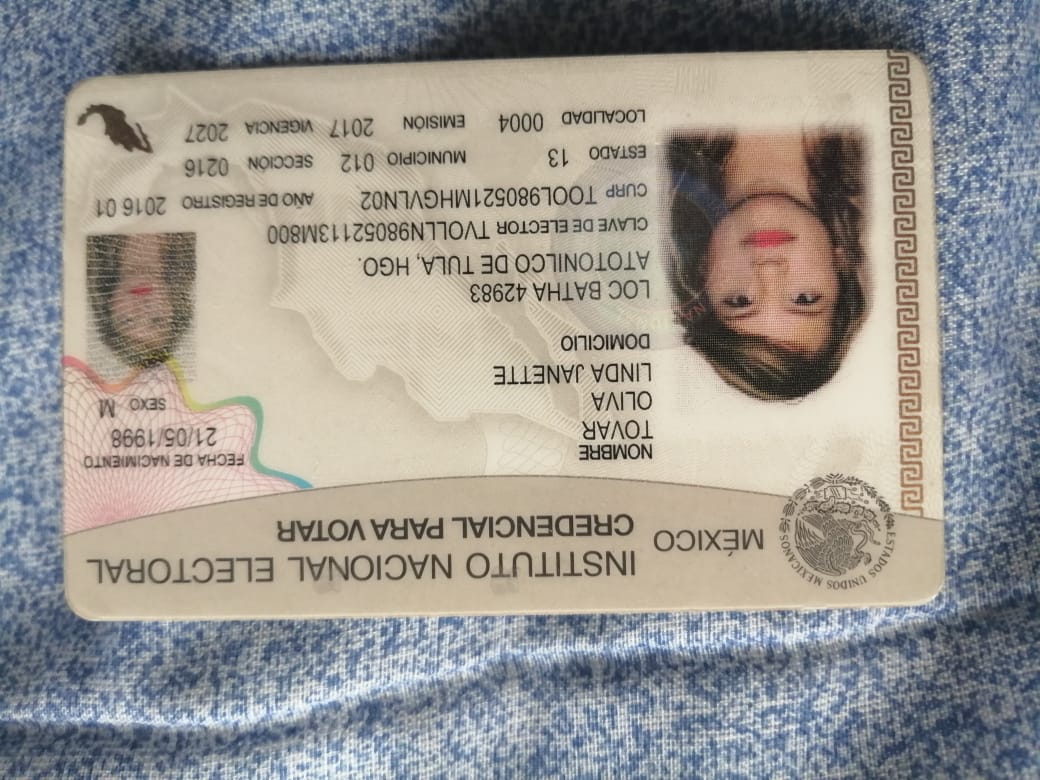 MÉXICO INSTITUTO NACIONAL ELECTORAL
CREDENCIAL PARA VOTAR
ESTADOS UNIDOS MEXICANOS
NOMBRE
TOVAR
OLIVA
LINDA JANETTE
FECHA DE NACIMIENTO
21/05/1998
SEXO M
DOMICILIO
LOC BATHA 42983
ATOTONILCO DE TULA, HGO.
CLAVE DE ELECTOR TVOLLN98052113M800
CURP TOOL980521MHGVLN02
AÑO DE REGISTRO 2016 01
ESTADO 13
MUNICIPIO 012
SECCIÓN 0216
LOCALIDAD 0004
EMISIÓN 2017
VIGENCIA 2027